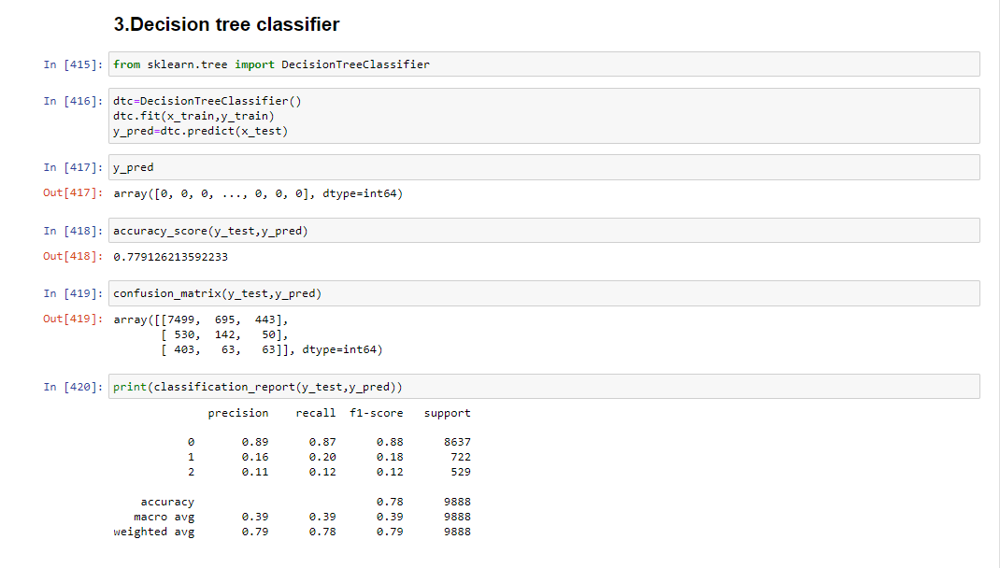 3.Decision tree classifier
In [415]: from sklearn.tree import DecisionTreeClassifier
In [416]: dtc=DecisionTreeClassifier()
dtc.fit(x_train,y_train)
y_pred=dtc.predict(x_test)
In [417]: y_pred
Out[417]: array([0, 0, 0, ..., 0, 0, 0], dtype=int64)
In [418]: accuracy_score(y_test,y_pred)
Out[418]: 0.779126213592233
In [419]: confusion_matrix(y_test,y_pred)
Out[419]: array([[7499, 695, 443],
[ 530, 142, 50],
[ 403, 63, 63]], dtype=int64)
In [420]: print(classification_report(y_test,y_pred))
precision recall f1-score support
0 0.89 0.87 0.88 8637
1 0.16 0.20 0.18 722
2 0.11 0.12 0.12 529
accuracy 0.78 9888
macro avg 0.39 0.39 0.39 9888
weighted avg 0.79 0.78 0.79 9888